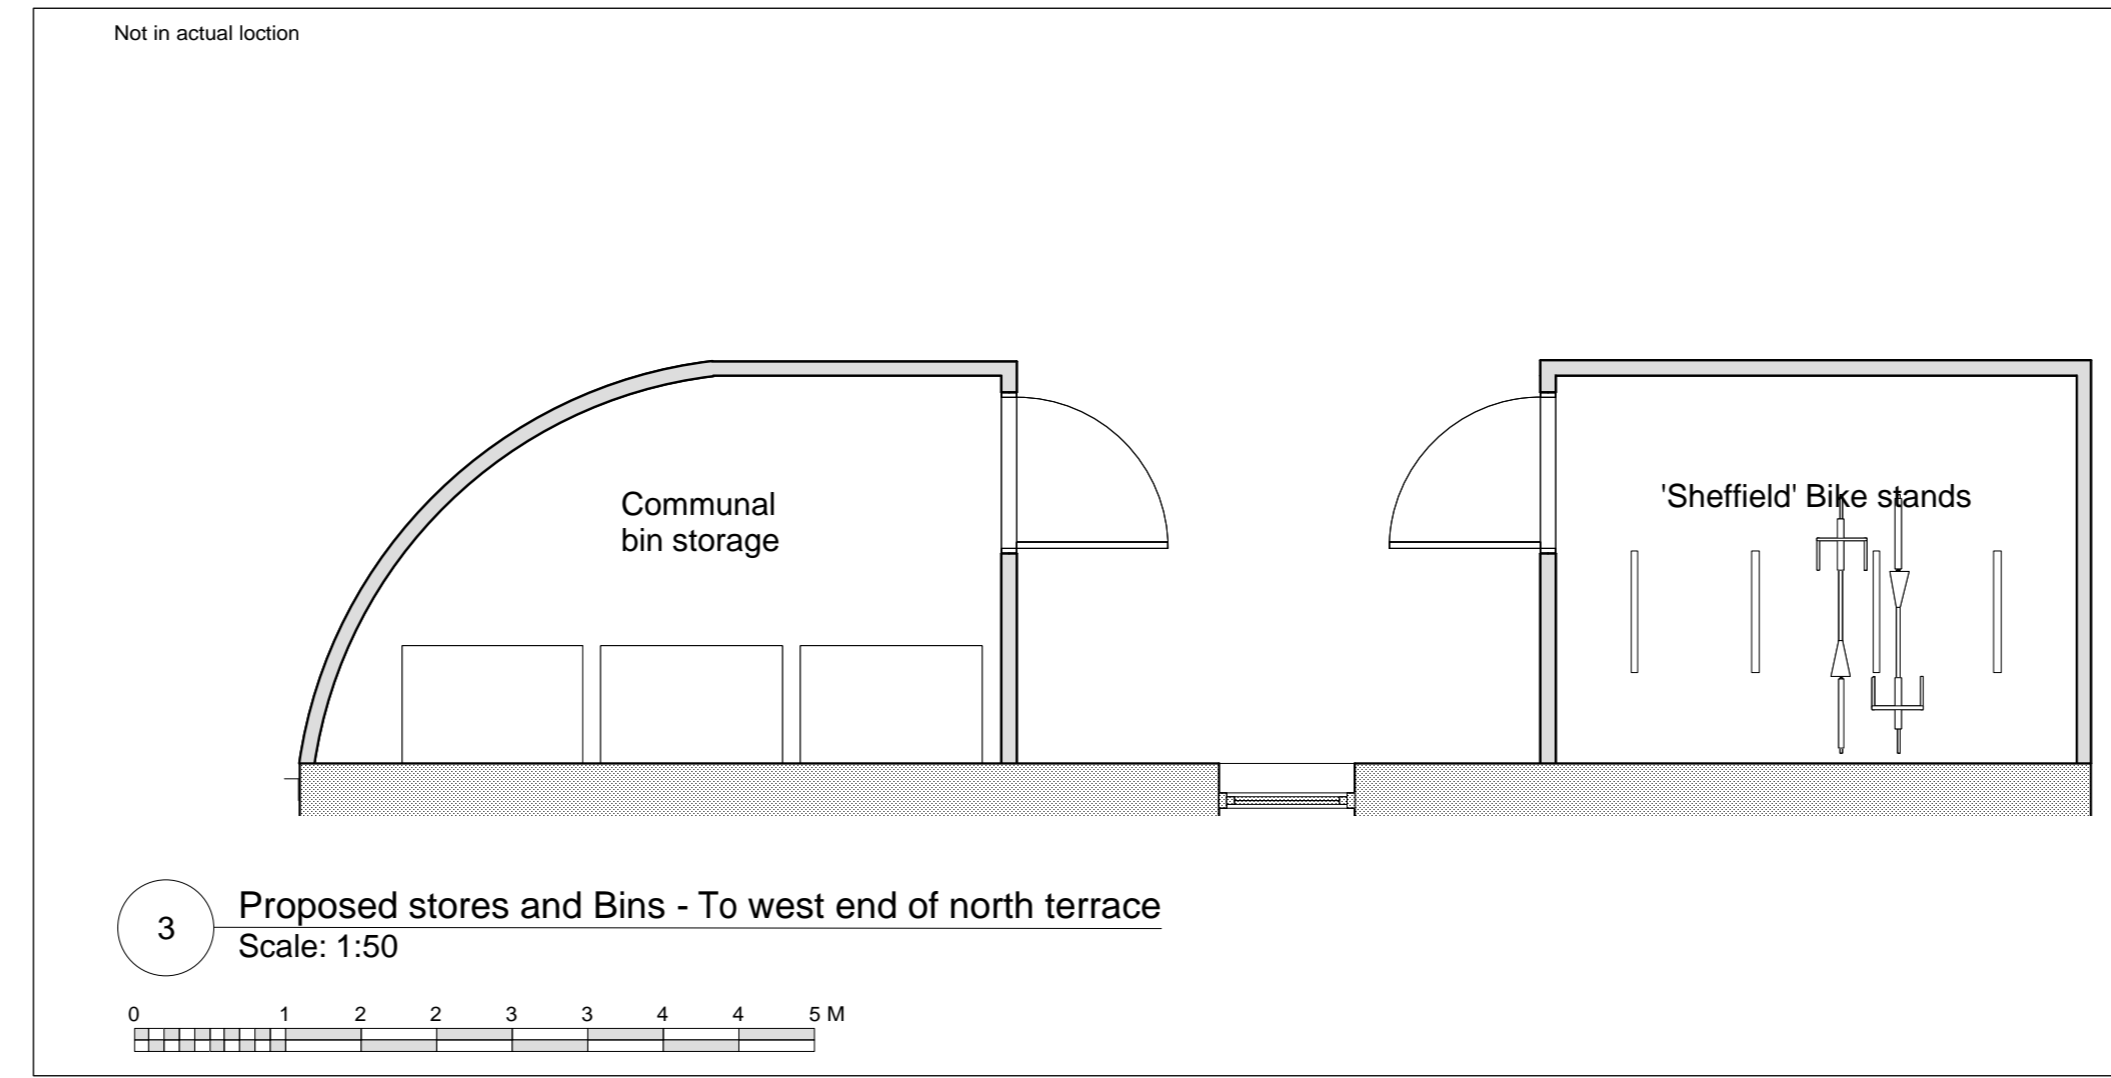 Not in actual loction
Communal
bin storage
'Sheffield' Bike stands
3
Proposed stores and Bins - To west end of north terrace
Scale: 1:50
0 1 2 2 3 3 4 4 5 M